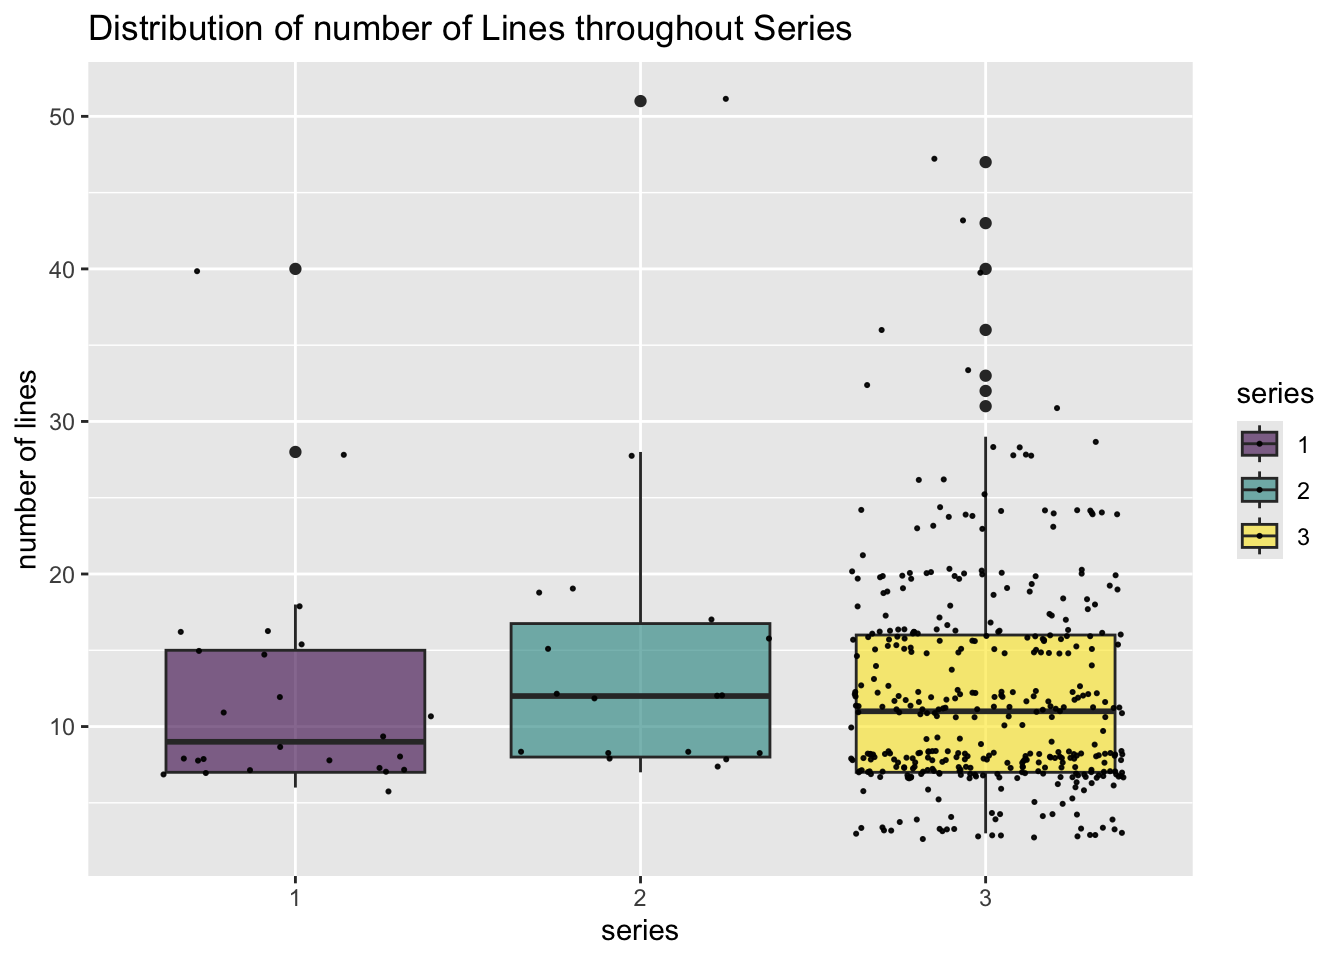 Distribution of number of Lines throughout Series
number of lines
50
40
30
20
10
1
2
3
series
series
1
2
3